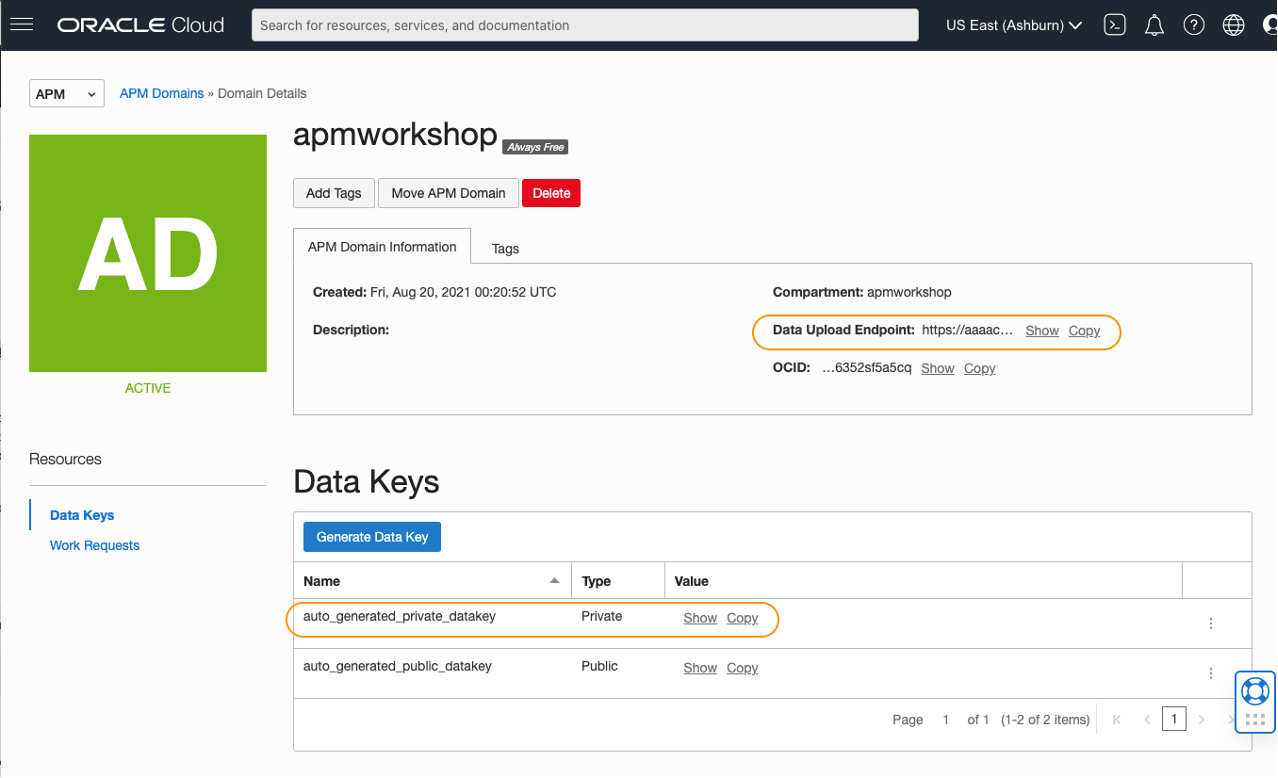 ORACLE Cloud
Search for resources, services, and documentation
US East (Ashburn)
APM
APM Domains » Domain Details
AD
ACTIVE
apmworkshop Always Free
Add Tags Move APM Domain Delete
APM Domain Information Tags
Created: Fri, Aug 20, 2021 00:20:52 UTC
Compartment: apmworkshop
Description:
Data Upload Endpoint: https://aaaac... Show Copy
OCID: ...6352sf5a5cq Show Copy
Resources
Data Keys
Work Requests
Data Keys
Generate Data Key
Name Type Value
auto_generated_private_datakey Private Show Copy
auto_generated_public_datakey Public Show Copy
Page 1 of 1 (1-2 of 2 items) 1